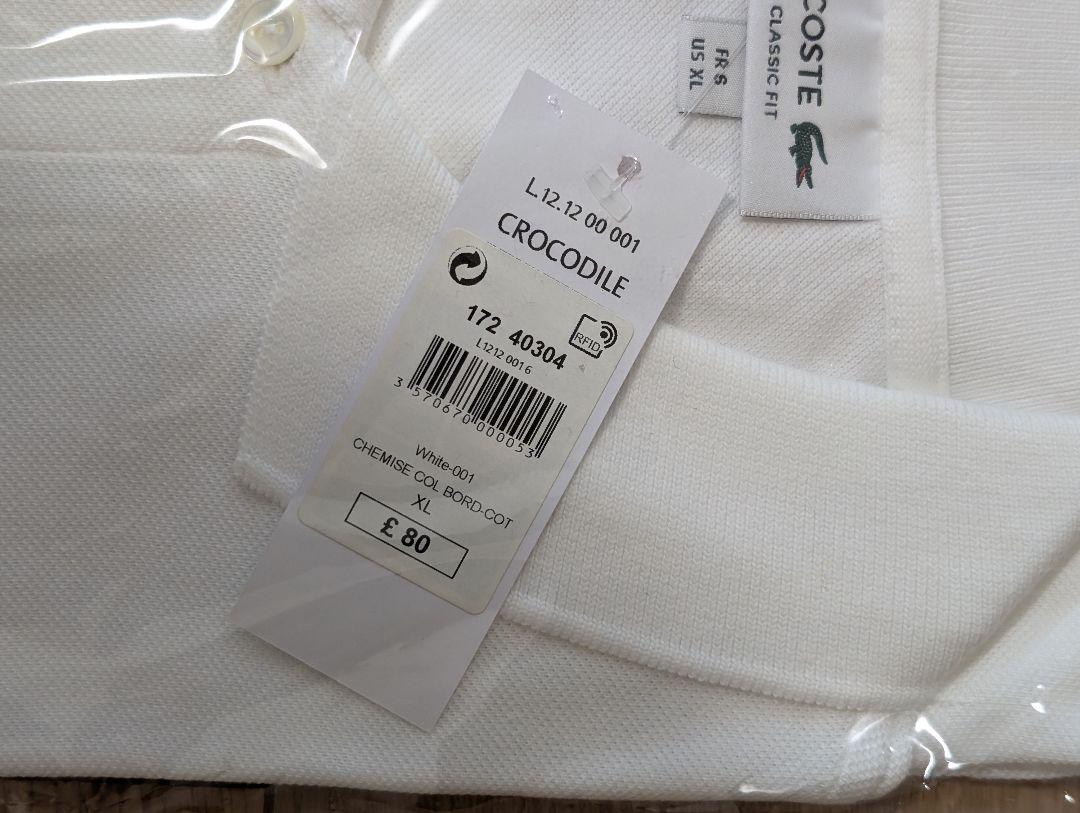 L.12.12 00 001
CROCODILE
172 40304
RFID
L1212 0016
3 570670 000053
White-001
CHEMISE COL BORD-COT
XL
£ 80
FR 6
US XL
COSTE
CLASSIC FIT